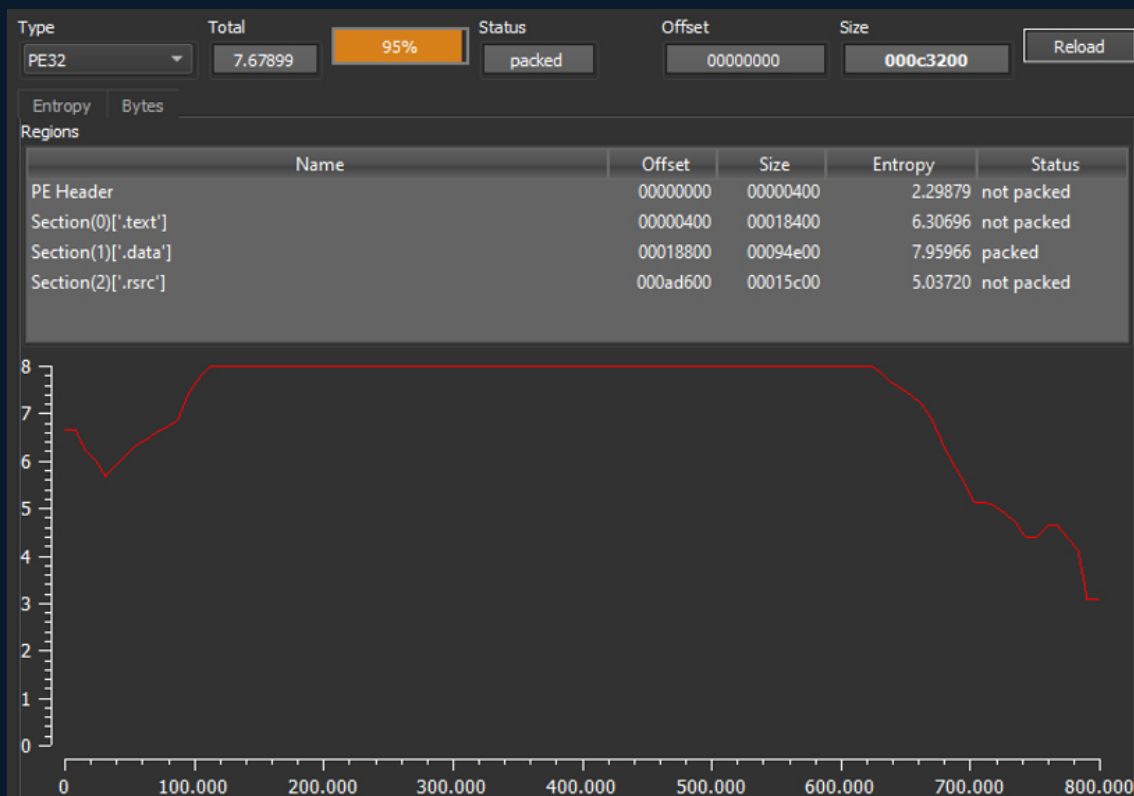 Type Total Status Offset Size
PE32 7.67899 95% packed 00000000 000c3200 Reload
Entropy Bytes
Regions
Name Offset Size Entropy Status
PE Header 00000000 00000400 2.29879 not packed
Section(0)['.text'] 00000400 00018400 6.30696 not packed
Section(1)['.data'] 00018800 00094e00 7.95966 packed
Section(2)['.rsrc'] 000ad600 00015c00 5.03720 not packed
8
7
6
5
4
3
2
1
0
0 100.000 200.000 300.000 400.000 500.000 600.000 700.000 800.000